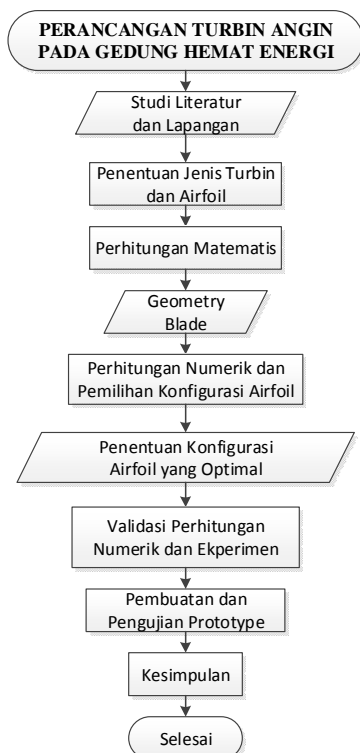 PERANCANGAN TURBIN ANGIN
PADA GEDUNG HEMAT ENERGI
Studi Literatur
dan Lapangan
Penentuan Jenis Turbin
dan Airfoil
Perhitungan Matematis
Geometry
Blade
Perhitungan Numerik dan
Pemilihan Konfigurasi Airfoil
Penentuan Konfigurasi
Airfoil yang Optimal
Validasi Perhitungan
Numerik dan Ekperimen
Pembuatan dan
Pengujian Prototype
Kesimpulan
Selesai